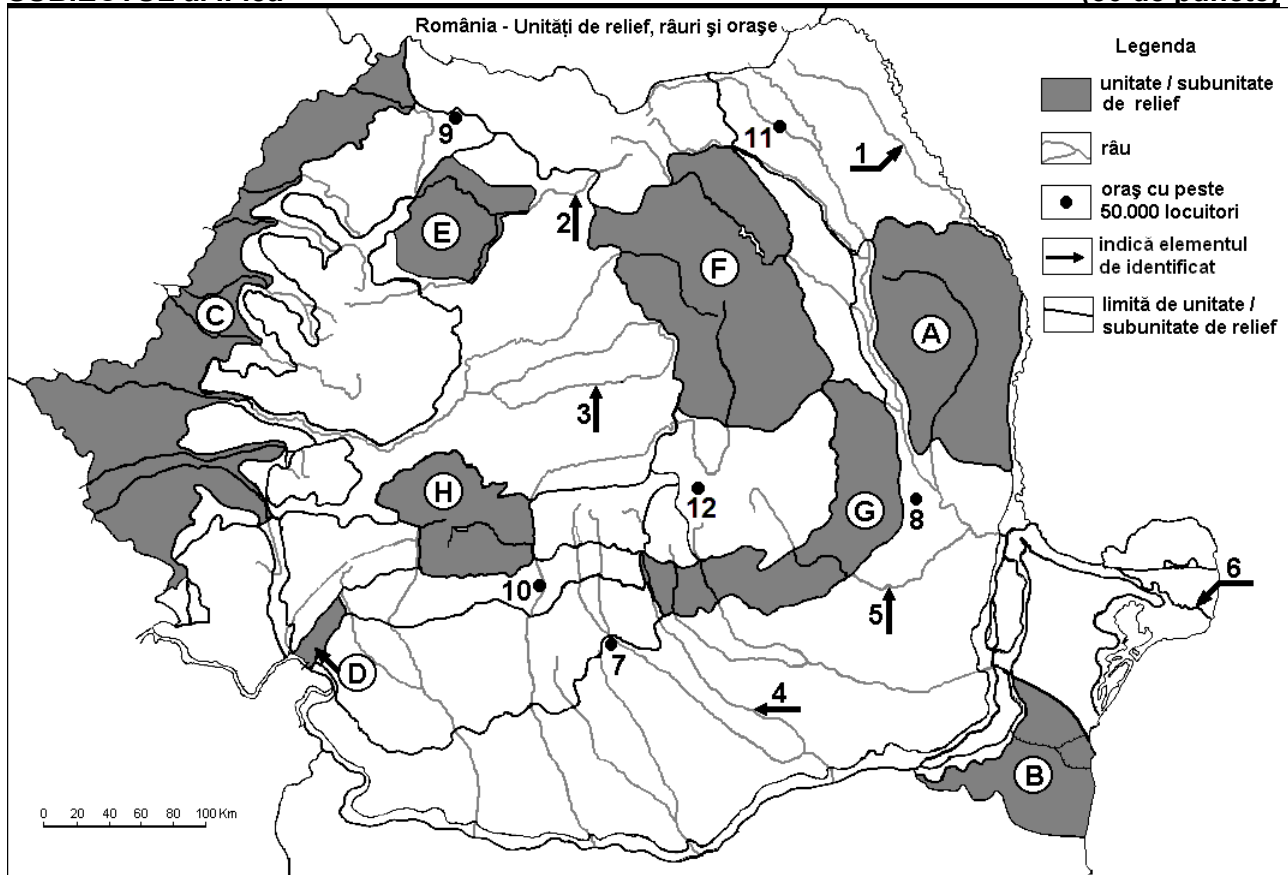 România - Unități de relief, râuri și orașe
Legenda
unitate / subunitate
de relief
râu
oraș cu peste
50.000 locuitori
indică elementul
de identificat
limită de unitate /
subunitate de relief
9
11
1
E
2
F
C
A
3
H
12
G
8
6
10
5
7
D
4
B
0 20 40 60 80 100 Km